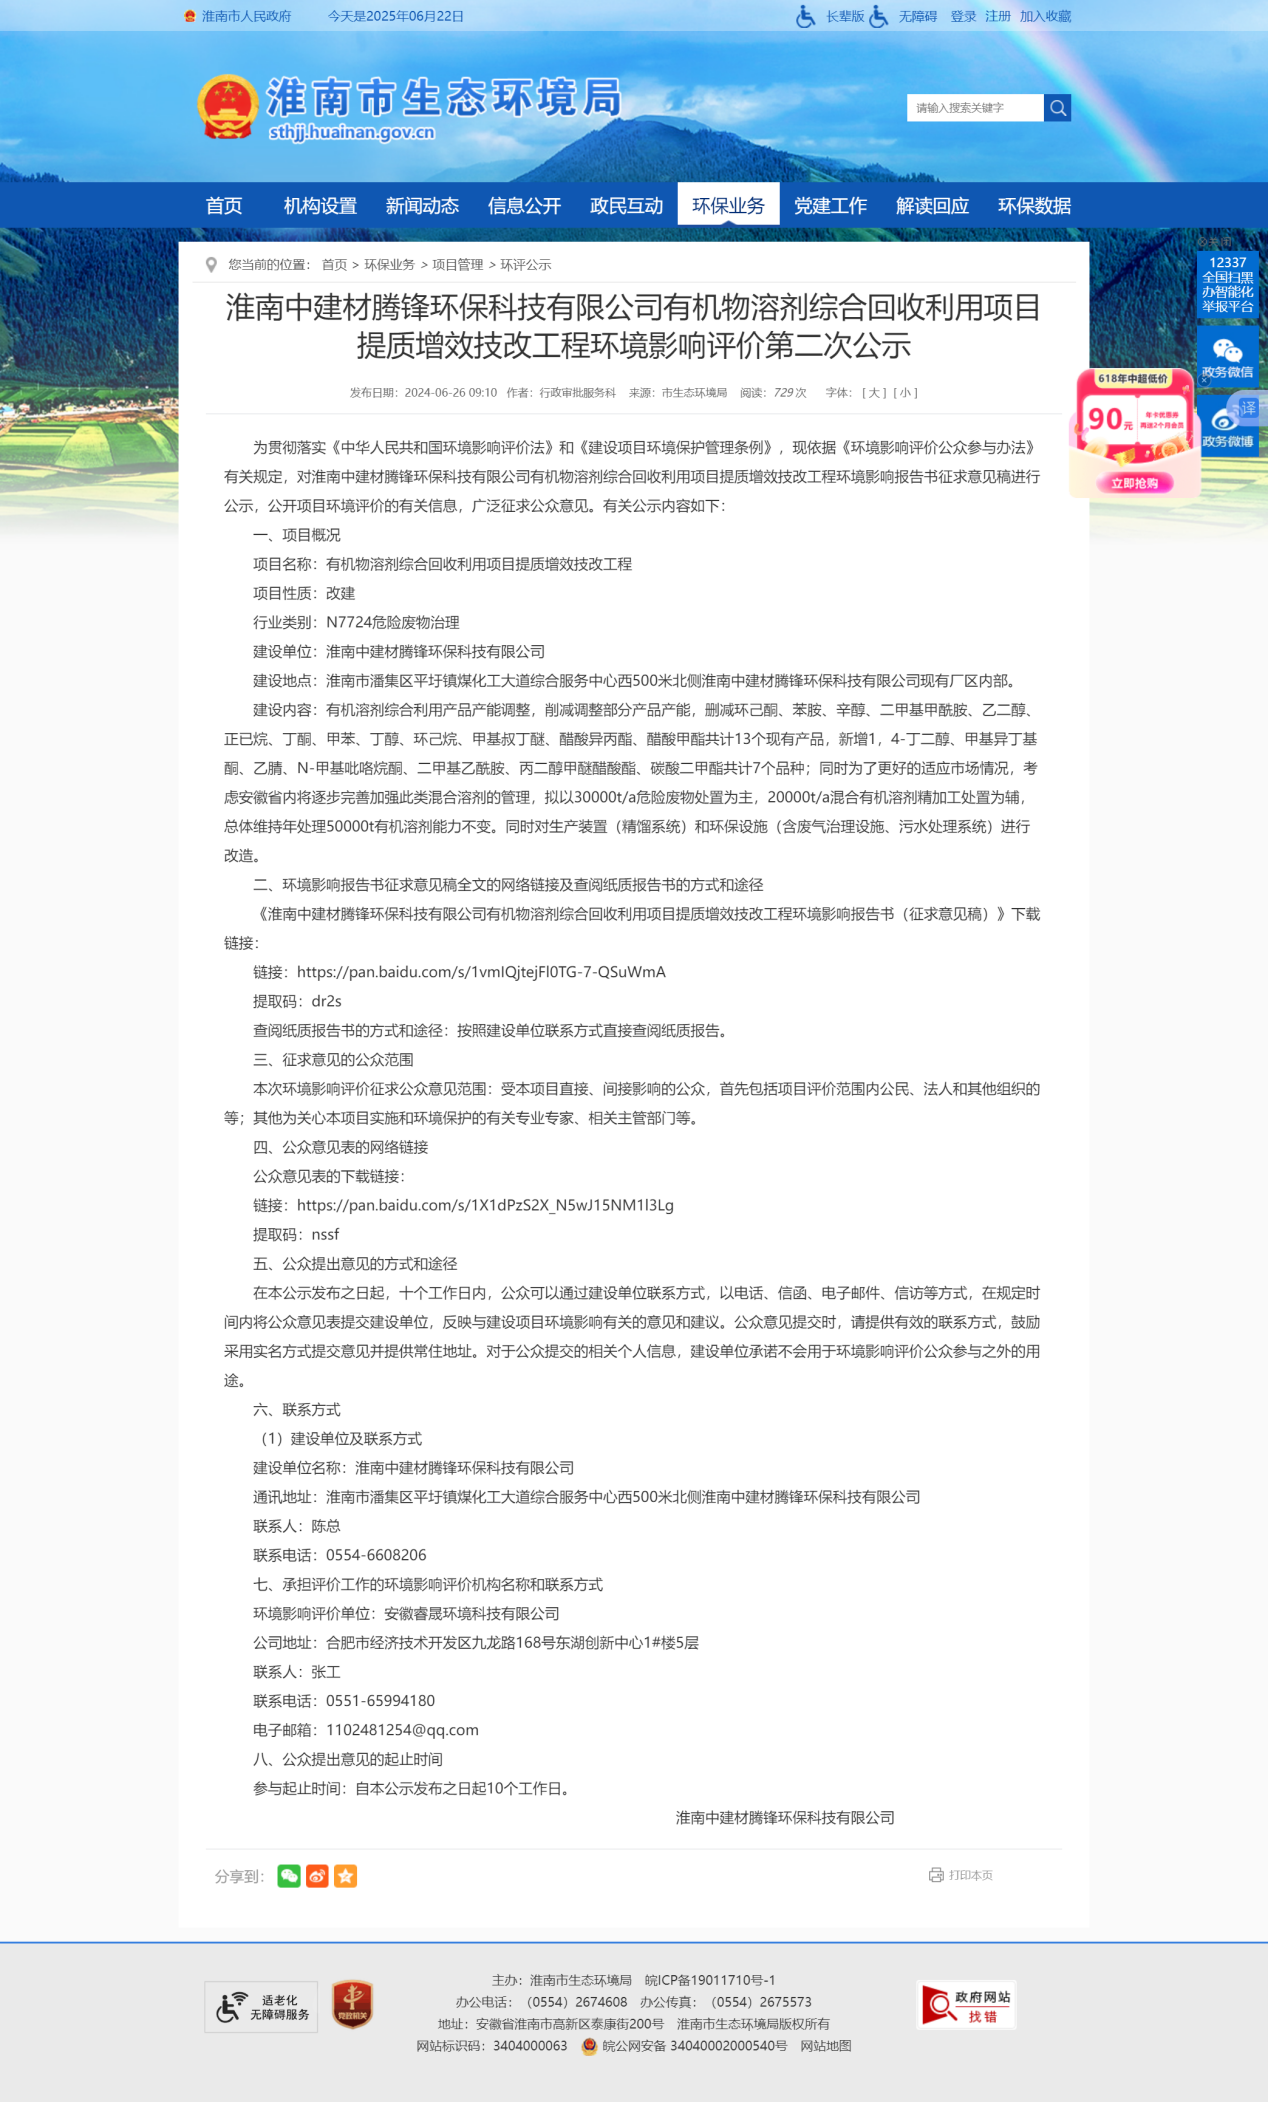 淮南市人民政府 今天是2025年06月22日 长辈版 无障碍 登录 注册 加入收藏
淮南市生态环境局
sthjj.huainan.gov.cn
请输入搜索关键字
首页 机构设置 新闻动态 信息公开 政民互动 环保业务 党建工作 解读回应 环保数据
关闭
12337
全国扫黑
办智能化
举报平台
政务微信
译
政务微博
618年中超低价
90元
年卡优惠券
再送2个月会员
立即抢购
您当前的位置： 首页 > 环保业务 > 项目管理 > 环评公示
淮南中建材腾锋环保科技有限公司有机物溶剂综合回收利用项目
提质增效技改工程环境影响评价第二次公示
发布日期：2024-06-26 09:10 作者：行政审批服务科 来源：市生态环境局 阅读：729 次 字体： [ 大 ] [ 小 ]
为贯彻落实《中华人民共和国环境影响评价法》和《建设项目环境保护管理条例》，现依据《环境影响评价公众参与办法》
有关规定，对淮南中建材腾锋环保科技有限公司有机物溶剂综合回收利用项目提质增效技改工程环境影响报告书征求意见稿进行
公示，公开项目环境评价的有关信息，广泛征求公众意见。有关公示内容如下：
一、项目概况
项目名称：有机物溶剂综合回收利用项目提质增效技改工程
项目性质：改建
行业类别：N7724危险废物治理
建设单位：淮南中建材腾锋环保科技有限公司
建设地点：淮南市潘集区平圩镇煤化工大道综合服务中心西500米北侧淮南中建材腾锋环保科技有限公司现有厂区内部。
建设内容：有机溶剂综合利用产品产能调整，削减调整部分产品产能，删减环己酮、苯胺、辛醇、二甲基甲酰胺、乙二醇、
正已烷、丁酮、甲苯、丁醇、环己烷、甲基叔丁醚、醋酸异丙酯、醋酸甲酯共计13个现有产品，新增1，4-丁二醇、甲基异丁基
酮、乙腈、N-甲基吡咯烷酮、二甲基乙酰胺、丙二醇甲醚醋酸酯、碳酸二甲酯共计7个品种；同时为了更好的适应市场情况，考
虑安徽省内将逐步完善加强此类混合溶剂的管理，拟以30000t/a危险废物处置为主，20000t/a混合有机溶剂精加工处置为辅，
总体维持年处理50000t有机溶剂能力不变。同时对生产装置（精馏系统）和环保设施（含废气治理设施、污水处理系统）进行
改造。
二、环境影响报告书征求意见稿全文的网络链接及查阅纸质报告书的方式和途径
《淮南中建材腾锋环保科技有限公司有机物溶剂综合回收利用项目提质增效技改工程环境影响报告书（征求意见稿）》下载
链接：
链接：https://pan.baidu.com/s/1vmIQjtejFl0TG-7-QSuWmA
提取码：dr2s
查阅纸质报告书的方式和途径：按照建设单位联系方式直接查阅纸质报告。
三、征求意见的公众范围
本次环境影响评价征求公众意见范围：受本项目直接、间接影响的公众，首先包括项目评价范围内公民、法人和其他组织的
等；其他为关心本项目实施和环境保护的有关专业专家、相关主管部门等。
四、公众意见表的网络链接
公众意见表的下载链接：
链接：https://pan.baidu.com/s/1X1dPzS2X_N5wJ15NM1l3Lg
提取码：nssf
五、公众提出意见的方式和途径
在本公示发布之日起，十个工作日内，公众可以通过建设单位联系方式，以电话、信函、电子邮件、信访等方式，在规定时
间内将公众意见表提交建设单位，反映与建设项目环境影响有关的意见和建议。公众意见提交时，请提供有效的联系方式，鼓励
采用实名方式提交意见并提供常住地址。对于公众提交的相关个人信息，建设单位承诺不会用于环境影响评价公众参与之外的用
途。
六、联系方式
（1）建设单位及联系方式
建设单位名称：淮南中建材腾锋环保科技有限公司
通讯地址：淮南市潘集区平圩镇煤化工大道综合服务中心西500米北侧淮南中建材腾锋环保科技有限公司
联系人：陈总
联系电话：0554-6608206
七、承担评价工作的环境影响评价机构名称和联系方式
环境影响评价单位：安徽睿晟环境科技有限公司
公司地址：合肥市经济技术开发区九龙路168号东湖创新中心1#楼5层
联系人：张工
联系电话：0551-65994180
电子邮箱：1102481254@qq.com
八、公众提出意见的起止时间
参与起止时间：自本公示发布之日起10个工作日。
淮南中建材腾锋环保科技有限公司
分享到： 打印本页
适老化
无障碍服务
党政机关
主办：淮南市生态环境局 皖ICP备19011710号-1
办公电话：（0554）2674608 办公传真：（0554）2675573
地址：安徽省淮南市高新区泰康街200号 淮南市生态环境局版权所有
网站标识码：3404000063 皖公网安备 34040002000540号 网站地图
政府网站
找错